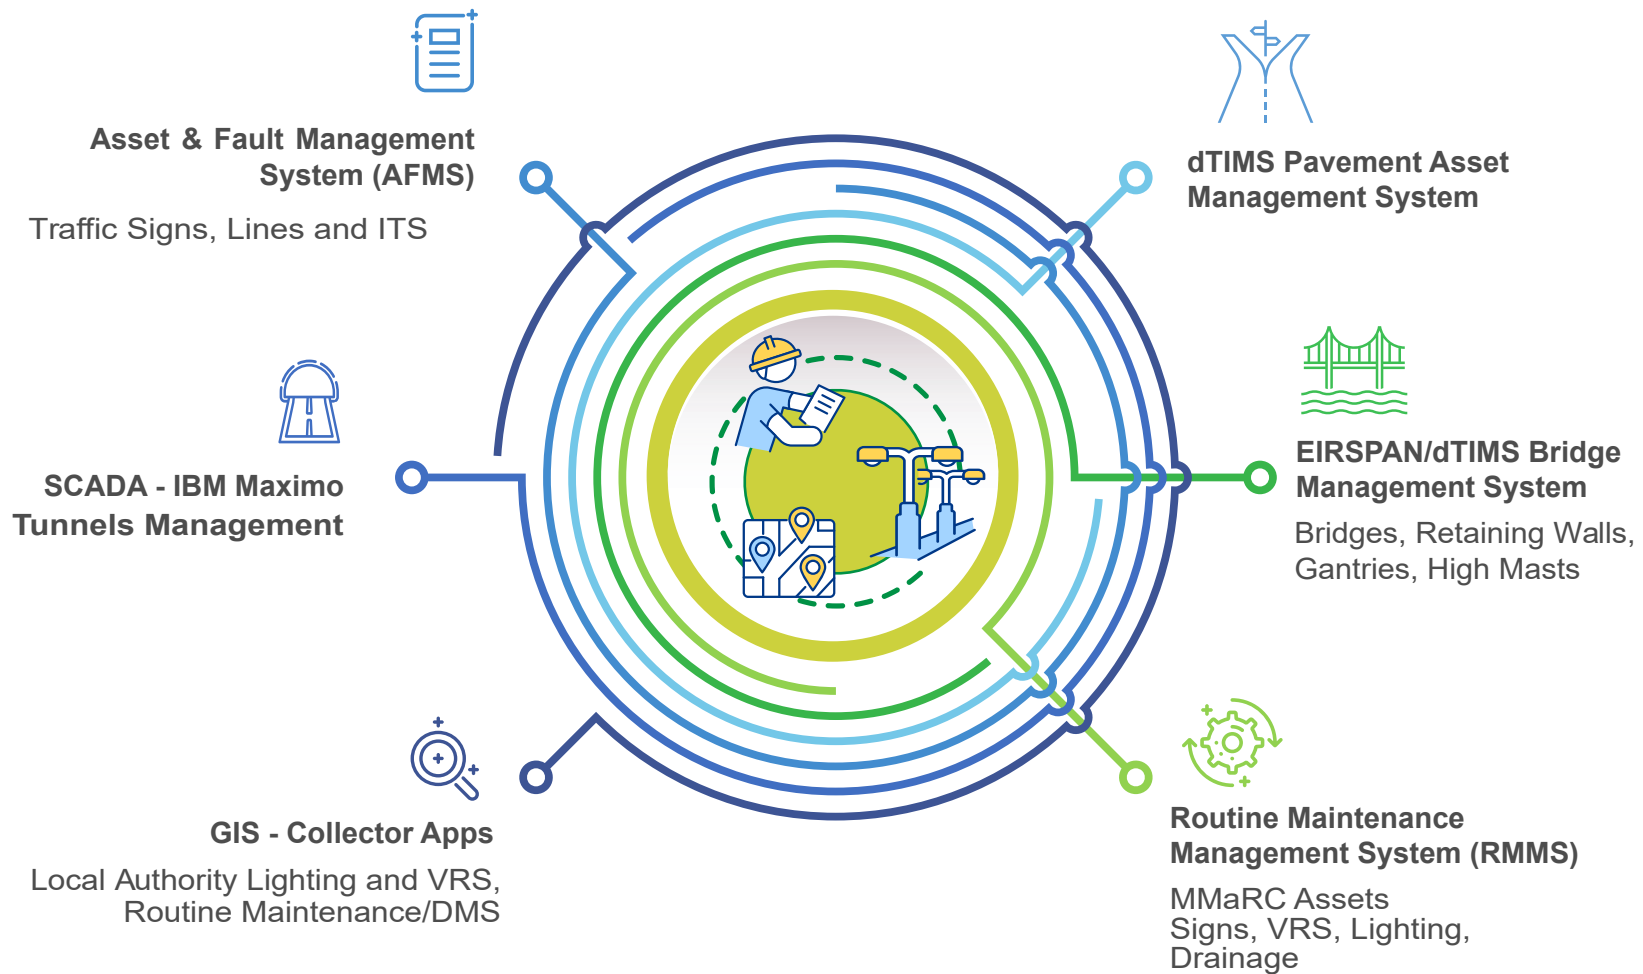 Asset & Fault Management
System (AFMS)
Traffic Signs, Lines and ITS
dTIMS Pavement Asset
Management System
SCADA - IBM Maximo
Tunnels Management
EIRSPAN/dTIMS Bridge
Management System
Bridges, Retaining Walls,
Gantries, High Masts
GIS - Collector Apps
Local Authority Lighting and VRS,
Routine Maintenance/DMS
Routine Maintenance
Management System (RMMS)
MMaRC Assets
Signs, VRS, Lighting,
Drainage